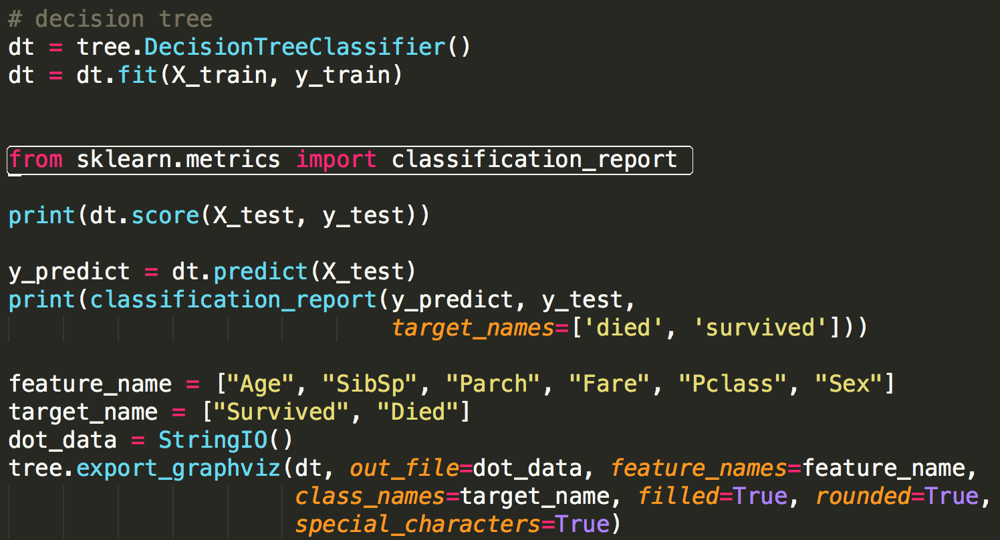 # decision tree
dt = tree.DecisionTreeClassifier()
dt = dt.fit(X_train, y_train)
from sklearn.metrics import classification_report
print(dt.score(X_test, y_test))
y_predict = dt.predict(X_test)
print(classification_report(y_predict, y_test,
target_names=['died', 'survived']))
feature_name = ["Age", "SibSp", "Parch", "Fare", "Pclass", "Sex"]
target_name = ["Survived", "Died"]
dot_data = StringIO()
tree.export_graphviz(dt, out_file=dot_data, feature_names=feature_name,
class_names=target_name, filled=True, rounded=True,
special_characters=True)